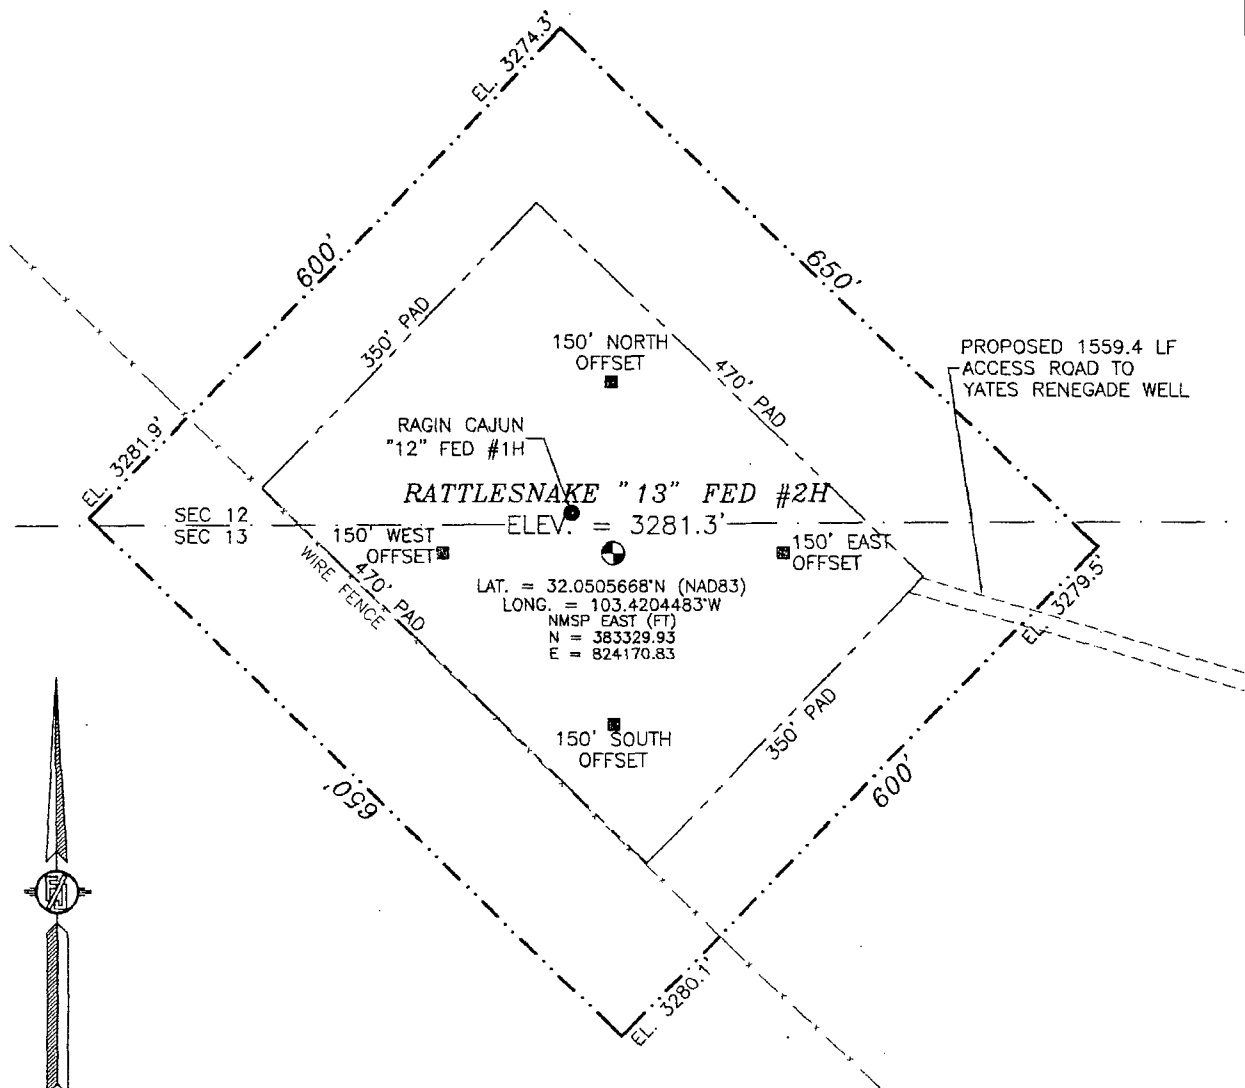 EL. 3274.3'
600'
650'
350' PAD
150' NORTH
OFFSET
470' PAD
PROPOSED 1559.4 LF
ACCESS ROAD TO
YATES RENEGADE WELL
RAGIN CAJUN
"12" FED #1H
EL. 3281.9'
RATTLESNAKE "13" FED #2H
ELEV. = 3281.3'
SEC 12
SEC 13
150' WEST
OFFSET
150' EAST
OFFSET
WIRE FENCE
470' PAD
LAT. = 32.0505668°N (NAD83)
LONG. = 103.4204483°W
NMSP EAST (FT)
N = 383329.93
E = 824170.83
EL. 3279.5'
350' PAD
150' SOUTH
OFFSET
650'
600'
EL. 3280.1'